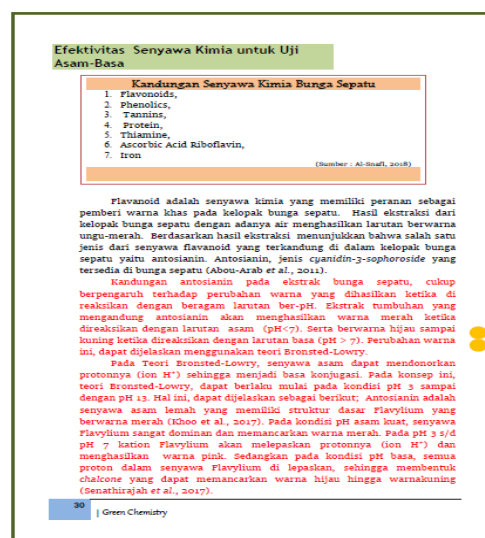 Efektivitas Senyawa Kimia untuk Uji
Asam-Basa
Kandungan Senyawa Kimia Bunga Sepatu
1. Flavonoids,
2. Phenolics,
3. Tannins,
4. Protein,
5. Thiamine,
6. Ascorbic Acid Riboflavin,
7. Iron
(Sumber : Al-Snafi, 2018)
Flavanoid adalah senyawa kimia yang memiliki peranan sebagai
pemberi warna khas pada kelopak bunga sepatu. Hasil ekstraksi dari
kelopak bunga sepatu dengan adanya air menghasilkan larutan berwarna
ungu-merah. Berdasarkan hasil ekstraksi menunjukkan bahwa salah satu
jenis dari senyawa flavanoid yang terkandung di dalam kelopak bunga
sepatu yaitu antosianin. Antosianin, jenis cyanidin-3-sophoroside yang
tersedia di bunga sepatu (Abou-Arab et al., 2011).
Kandungan antosianin pada ekstrak bunga sepatu, cukup
berpengaruh terhadap perubahan warna yang dihasilkan ketika di
reaksikan dengan beragam larutan ber-pH. Ekstrak tumbuhan yang
mengandung antosianin akan menghasilkan warna merah ketika
direaksikan dengan larutan asam (pH<7). Serta berwarna hijau sampai
kuning ketika direaksikan dengan larutan basa (pH > 7). Perubahan warna
ini, dapat dijelaskan menggunakan teori Bronsted-Lowry.
Pada Teori Bronsted-Lowry, senyawa asam dapat mendonorkan
protonnya (ion H⁺) sehingga menjadi basa konjugasi. Pada konsep ini,
teori Bronsted-Lowry, dapat berlaku mulai pada kondisi pH 3 sampai
dengan pH 13. Hal ini, dapat dijelaskan sebagai berikut; Antosianin adalah
senyawa asam lemah yang memiliki struktur dasar Flavylium yang
berwarna merah (Khoo et al., 2017). Pada kondisi pH asam kuat, senyawa
Flavylium sangat dominan dan memancarkan warna merah. Pada pH 3 s/d
pH 7 kation Flavylium akan melepaskan protonnya (ion H⁺) dan
menghasilkan warna pink. Sedangkan pada kondisi pH basa, semua
proton dalam senyawa Flavylium di lepaskan, sehingga membentuk
chalcone yang dapat memancarkan warna hijau hingga warnakuning
(Senathirajah et al., 2017).
30 | Green Chemistry